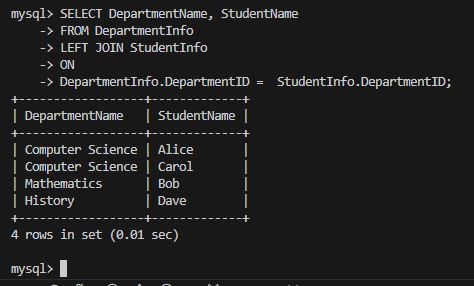 mysql> SELECT DepartmentName, StudentName
    -> FROM DepartmentInfo
    -> LEFT JOIN StudentInfo
    -> ON
    -> DepartmentInfo.DepartmentID =  StudentInfo.DepartmentID;
+------------------+-------------+
| DepartmentName   | StudentName |
+------------------+-------------+
| Computer Science | Alice       |
| Computer Science | Carol       |
| Mathematics      | Bob         |
| History          | Dave        |
+------------------+-------------+
4 rows in set (0.01 sec)
mysql>